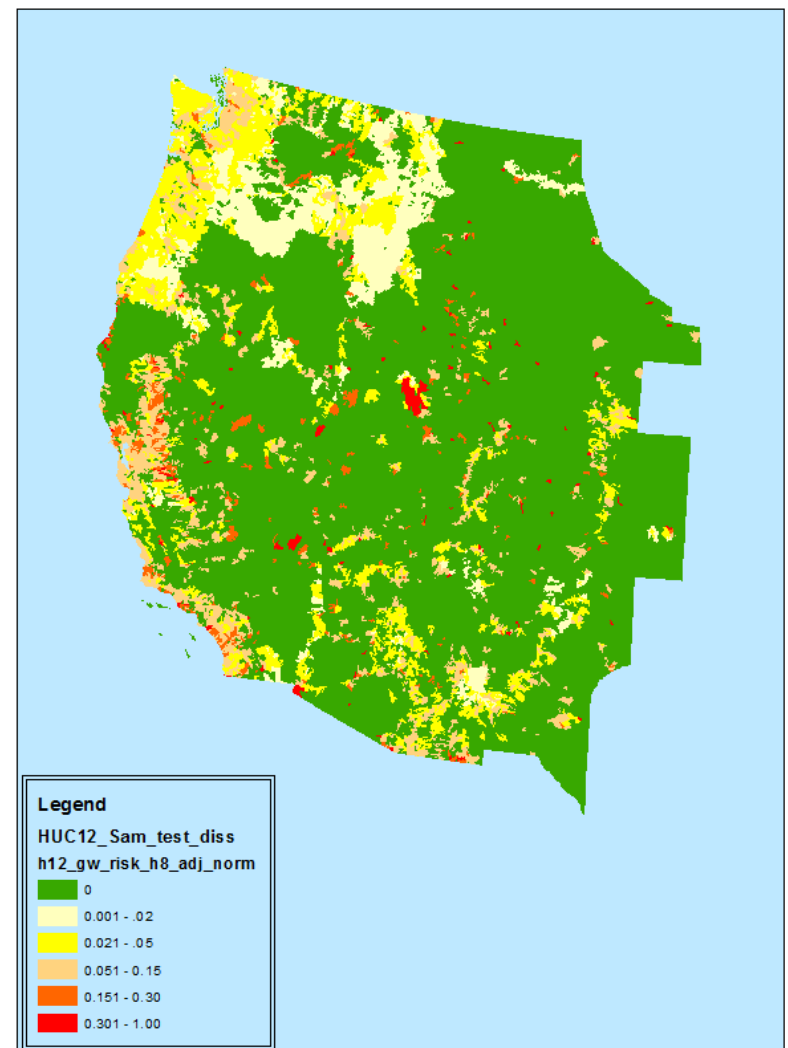 Legend
HUC12_Sam_test_diss
h12_gw_risk_h8_adj_norm
0
0.001 - .02
0.021 - .05
0.051 - 0.15
0.151 - 0.30
0.301 - 1.00